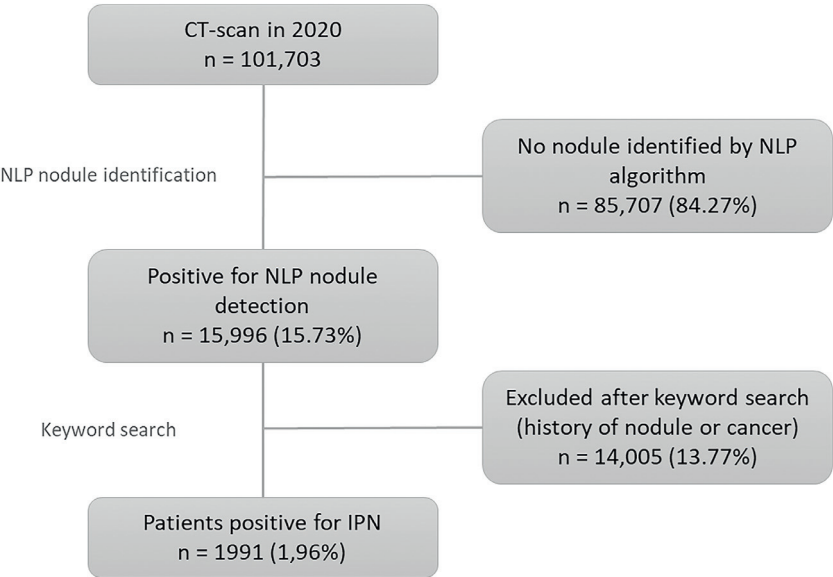 CT-scan in 2020
n = 101,703
NLP nodule identification
No nodule identified by NLP
algorithm
n = 85,707 (84.27%)
Positive for NLP nodule
detection
n = 15,996 (15.73%)
Keyword search
Excluded after keyword search
(history of nodule or cancer)
n = 14,005 (13.77%)
Patients positive for IPN
n = 1991 (1,96%)